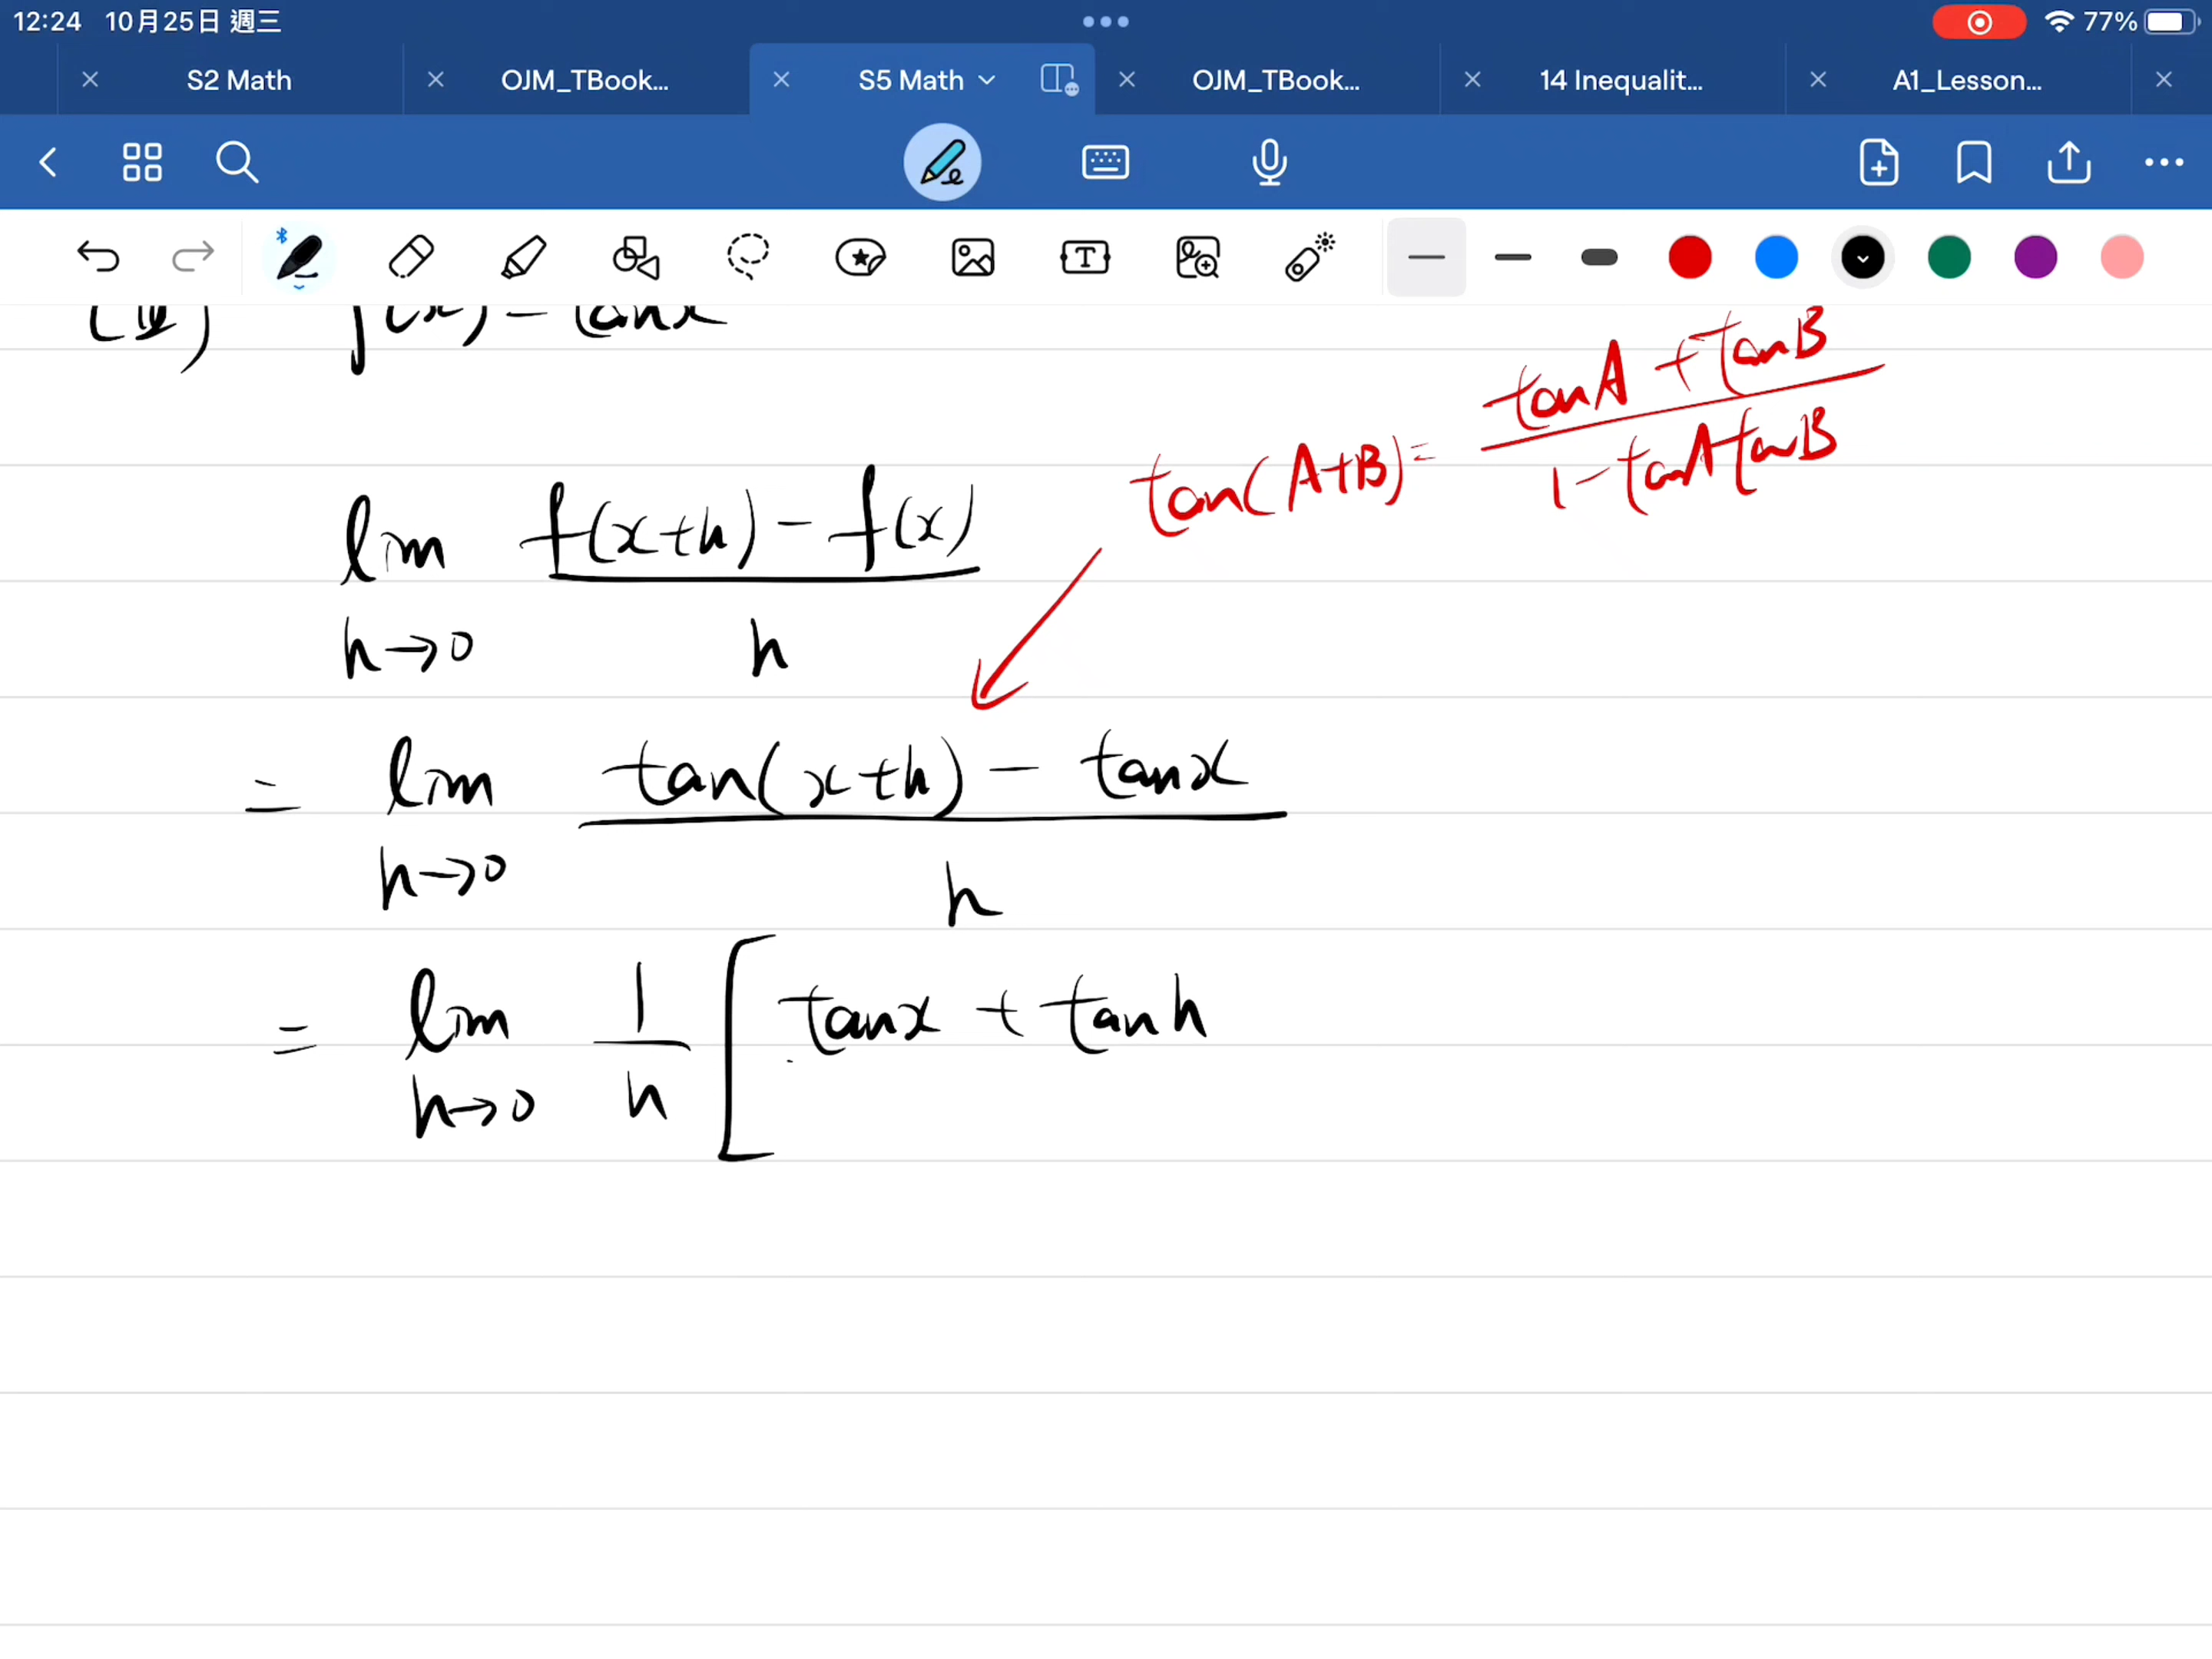 12:24 10月25日 週三 77%
S2 Math OJM_TBook... S5 Math OJM_TBook... 14 Inequalit... A1_Lesson...
f(x) = tanx
tan(A+B) = (tanA + tanB) / (1 - tanA tanB)
lim h→0 (f(x+h) - f(x)) / h
= lim h→0 (tan(x+h) - tanx) / h
= lim h→0 1/h [ tanx + tanh